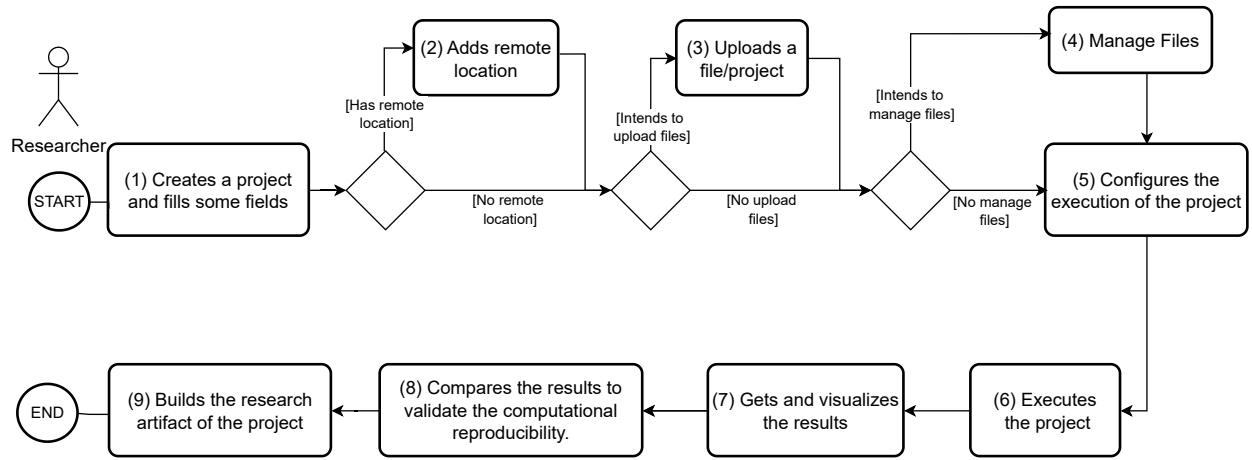 (2) Adds remote
location
(3) Uploads a
file/project
(4) Manage Files
[Has remote
location]
[Intends to
upload files]
[Intends to
manage files]
Researcher
START
(1) Creates a project
and fills some fields
[No remote
location]
[No upload
files]
[No manage
files]
(5) Configures the
execution of the project
END
(9) Builds the research
artifact of the project
(8) Compares the results to
validate the computational
reproducibility.
(7) Gets and visualizes
the results
(6) Executes
the project